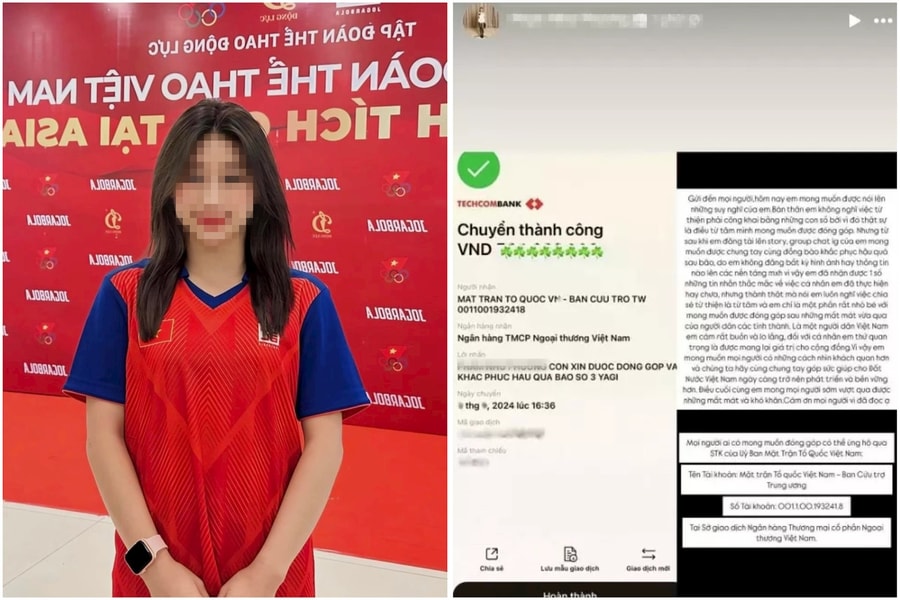 ĐỘNG LỰC
JOGARBOLA
TẬP ĐOÀN THỂ THAO ĐỘNG LỰC
ĐOÀN THỂ THAO VIỆT NAM
H TÍCH TẠI ASIA
JOGARBOLA
JOGARBOLA
JOGARBOLA
JOGARBOLA
JOGARBOLA
JOGARBOLA
TECHCOMBANK
Chuyển thành công
VND
Người nhận
MAT TRAN TO QUOC VN - BAN CUU TRO TW
0011001932418
Ngân hàng nhận
Ngân hàng TMCP Ngoại thương Việt Nam
Lời nhắn
CON XIN DUOC DONG GOP VA
KHAC PHUC HAU QUA BAO SO 3 YAGI
Ngày chuyển
thg 9, 2024 lúc 16:36
Mã giao dịch
Mã tham chiếu
Chia sẻ
Lưu mẫu giao dịch
Giao dịch mới
Hoàn thành
Gửi đến mọi người,hôm nay em mong muốn được nói lên
những suy nghĩ của em.Bản thân em không nghĩ việc từ
thiện phải công khai bằng những con số bởi vì đó thật sự
là điều từ tâm mình mong được đóng góp. Nhưng từ
sau khi em đăng tải lên story, group chat ig của em mong
muốn được chung tay cùng đồng bào khắc phục hậu quả
sau bão, do em không đăng bất kỳ hình ảnh hay thông tin
nào lên các nền tảng mxh vì vậy em đã nhận được 1 số
những tin nhắn thắc mắc về việc cá nhân em đã thực hiện
hay chưa, nhưng thành thật mà nói em luôn nghĩ việc chia
sẻ từ thiện là từ tâm và em chỉ là một phần rất nhỏ bé với
mong muốn được đóng góp sau những mất mát vừa qua
của người dân các tỉnh thành. Là một người dân Việt Nam
em cảm rất buồn và lo lắng, đối với cá nhân em thứ quan
trọng là được mong lại giá trị cho cộng đồng.Vì vậy em
mong muốn mọi người có những cách nhìn khách quan hơn
và chúng ta hãy cùng chung tay góp sức giúp cho Đất
Nước Việt Nam ngày càng trở nên phát triển và bền vững
hơn. Điều cuối cùng em mong mọi người sớm vượt qua được
những mất mát và khó khăn.Cám ơn mọi người vì đã đọc ạ
Mọi người ai có mong muốn đóng góp có thể ủng hộ qua
STK của Uỷ Ban Mặt Trận Tổ Quốc Việt Nam:
Tên Tài khoản: Mặt trận Tổ quốc Việt Nam - Ban Cứu trợ
Trung ương
Số Tài khoản: 001.1.00.193241.8
Tại Sở giao dịch Ngân hàng Thương mại cổ phần Ngoại
thương Việt Nam.